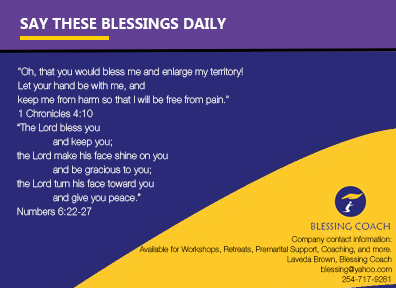 SAY THESE BLESSINGS DAILY
"Oh, that you would bless me and enlarge my territory!
Let your hand be with me, and
keep me from harm so that I will be free from pain."
1 Chronicles 4:10
"The Lord bless you
and keep you;
the Lord make his face shine on you
and be gracious to you;
the Lord turn his face toward you
and give you peace."
Numbers 6:22-27
BLESSING COACH
Company contact information:
Available for Workshops, Retreats, Premarital Support, Coaching, and more.
Laveda Brown, Blessing Coach
blessing@yahoo.com
254-717-9281